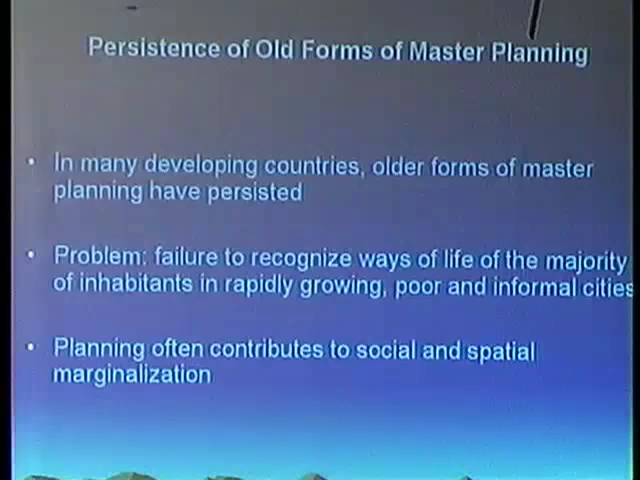 Persistence of Old Forms of Master Planning
• In many developing countries, older forms of master
planning have persisted
• Problem: failure to recognize ways of life of the majority
of inhabitants in rapidly growing, poor and informal cities
• Planning often contributes to social and spatial
marginalization